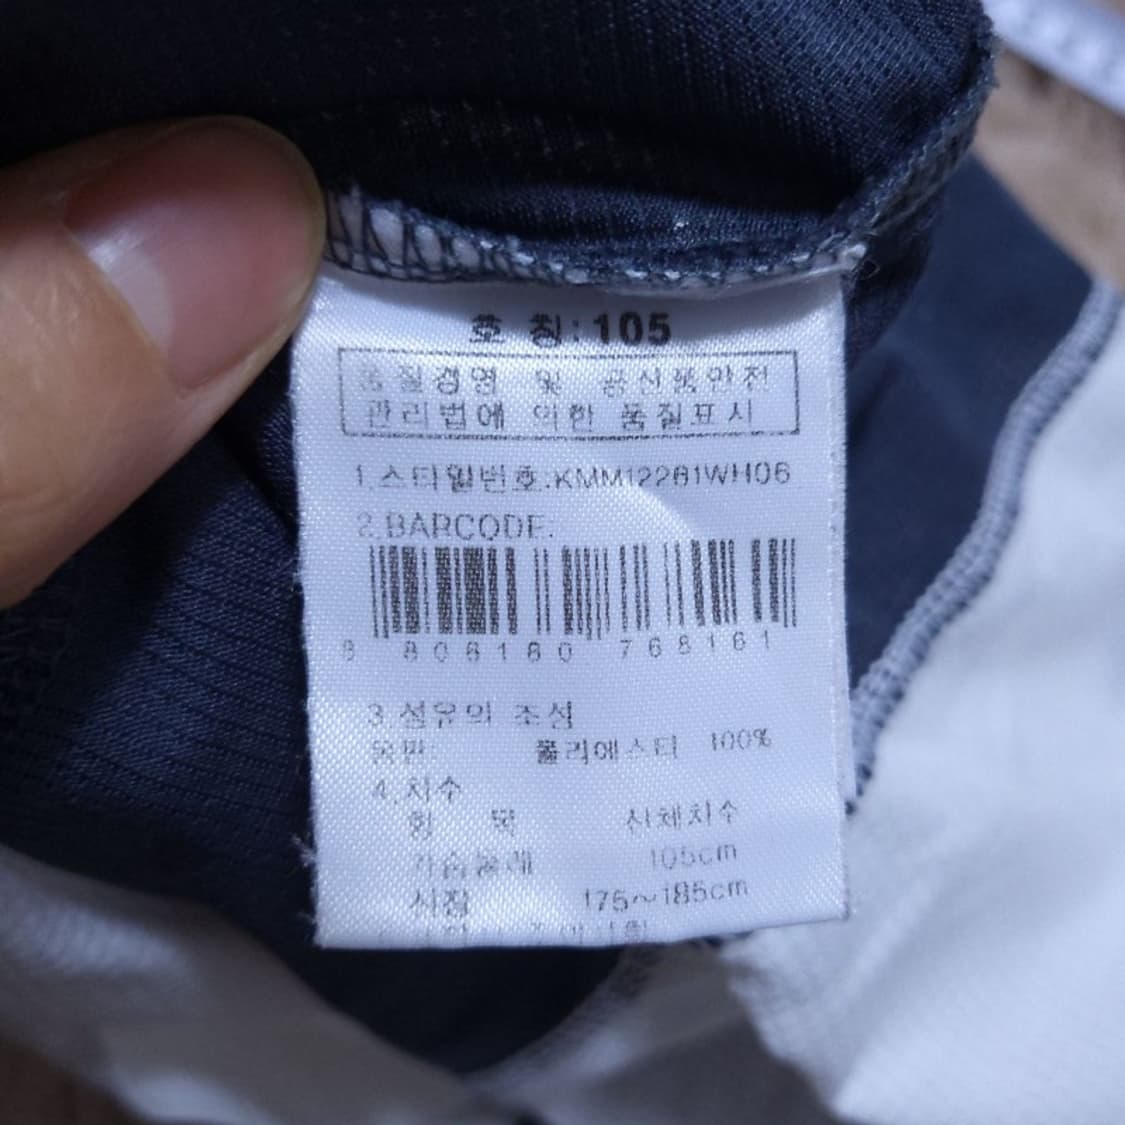 호 칭:105
품질경영 및 공산품안전
관리법에 의한 품질표시
1.스타일번호:KMM12281WH06
2.BARCODE:
8 806180 768161
3.섬유의 조성
몸판: 폴리에스터 100%
4.치수
항 목 신체치수
가슴둘레 105cm
신장 175~185cm